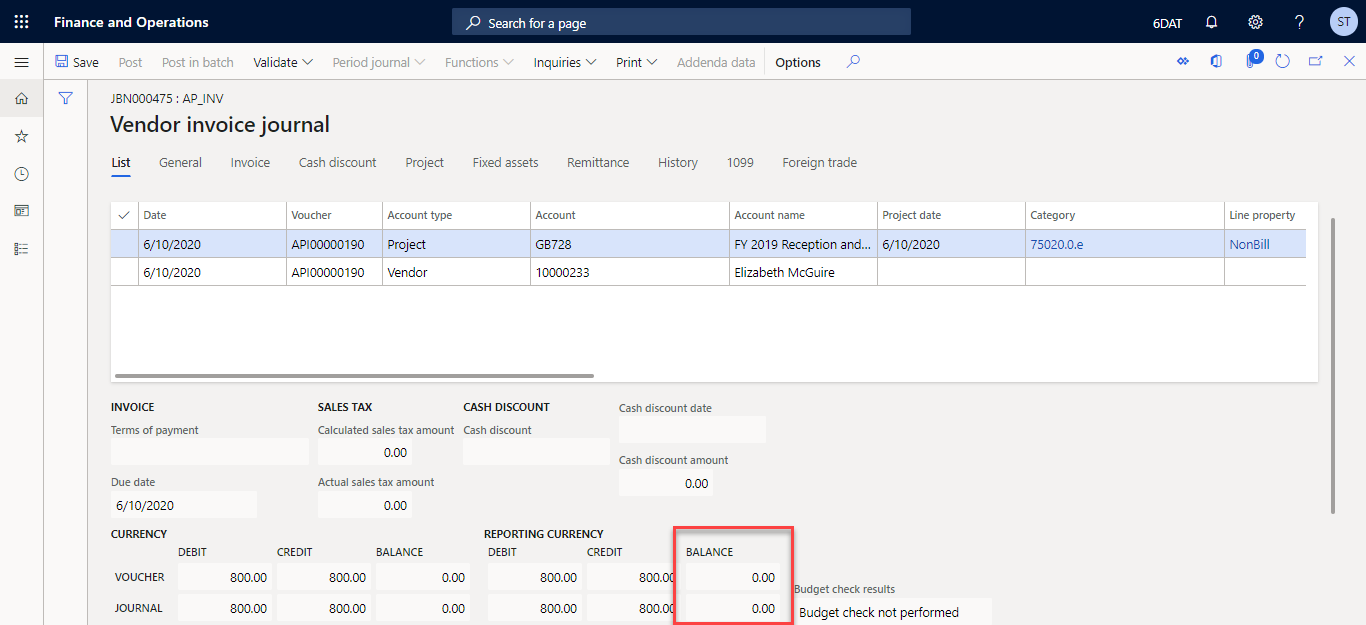 Finance and Operations
Search for a page
6DAT
ST
Save Post Post in batch Validate Period journal Functions Inquiries Print Addenda data Options
0
JBN000475 : AP_INV
Vendor invoice journal
List General Invoice Cash discount Project Fixed assets Remittance History 1099 Foreign trade
Date Voucher Account type Account Account name Project date Category Line property
6/10/2020 API00000190 Project GB728 FY 2019 Reception and... 6/10/2020 75020.0.e NonBill
6/10/2020 API00000190 Vendor 10000233 Elizabeth McGuire
INVOICE SALES TAX CASH DISCOUNT Cash discount date
Terms of payment Calculated sales tax amount Cash discount
0.00
Cash discount amount
0.00
Due date Actual sales tax amount
6/10/2020 0.00
CURRENCY REPORTING CURRENCY
DEBIT CREDIT BALANCE DEBIT CREDIT BALANCE
VOUCHER 800.00 800.00 0.00 800.00 800.00 0.00
Budget check results
JOURNAL 800.00 800.00 0.00 800.00 800.00 0.00
Budget check not performed